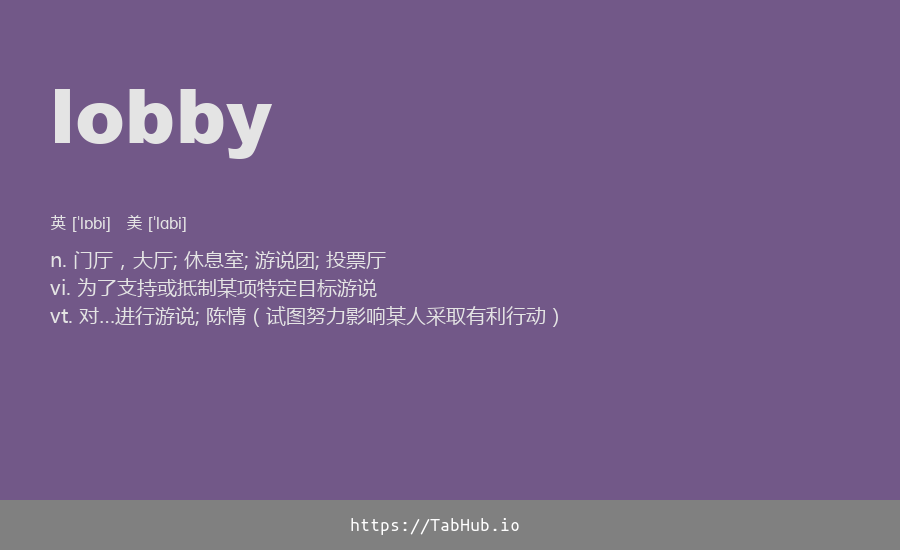 lobby
英 [ˈlɒbi] 美 [ˈlɑbi]
n. 门厅，大厅; 休息室; 游说团; 投票厅
vi. 为了支持或抵制某项特定目标游说
vt. 对…进行游说; 陈情（试图努力影响某人采取有利行动）
https://TabHub.io